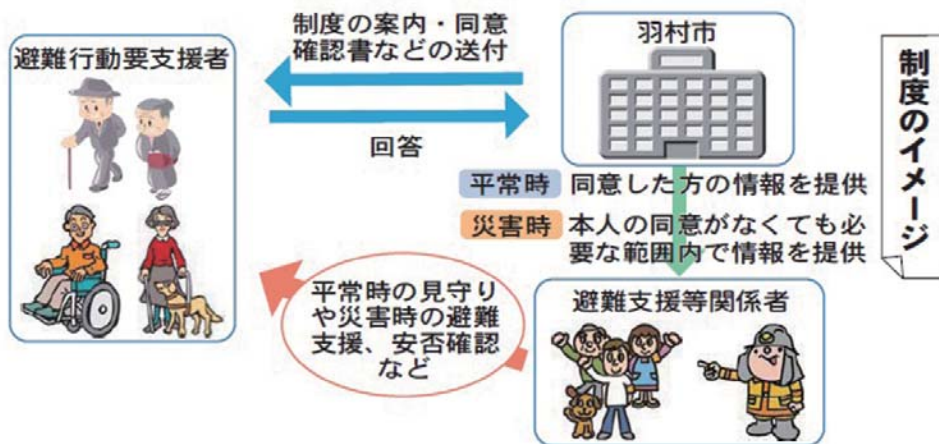 制度のイメージ
避難行動要支援者
制度の案内・同意
確認書などの送付
回答
羽村市
平常時 同意した方の情報を提供
災害時 本人の同意がなくても必
要な範囲内で情報を提供
避難支援等関係者
平常時の見守り
や災害時の避難
支援、安否確認
など